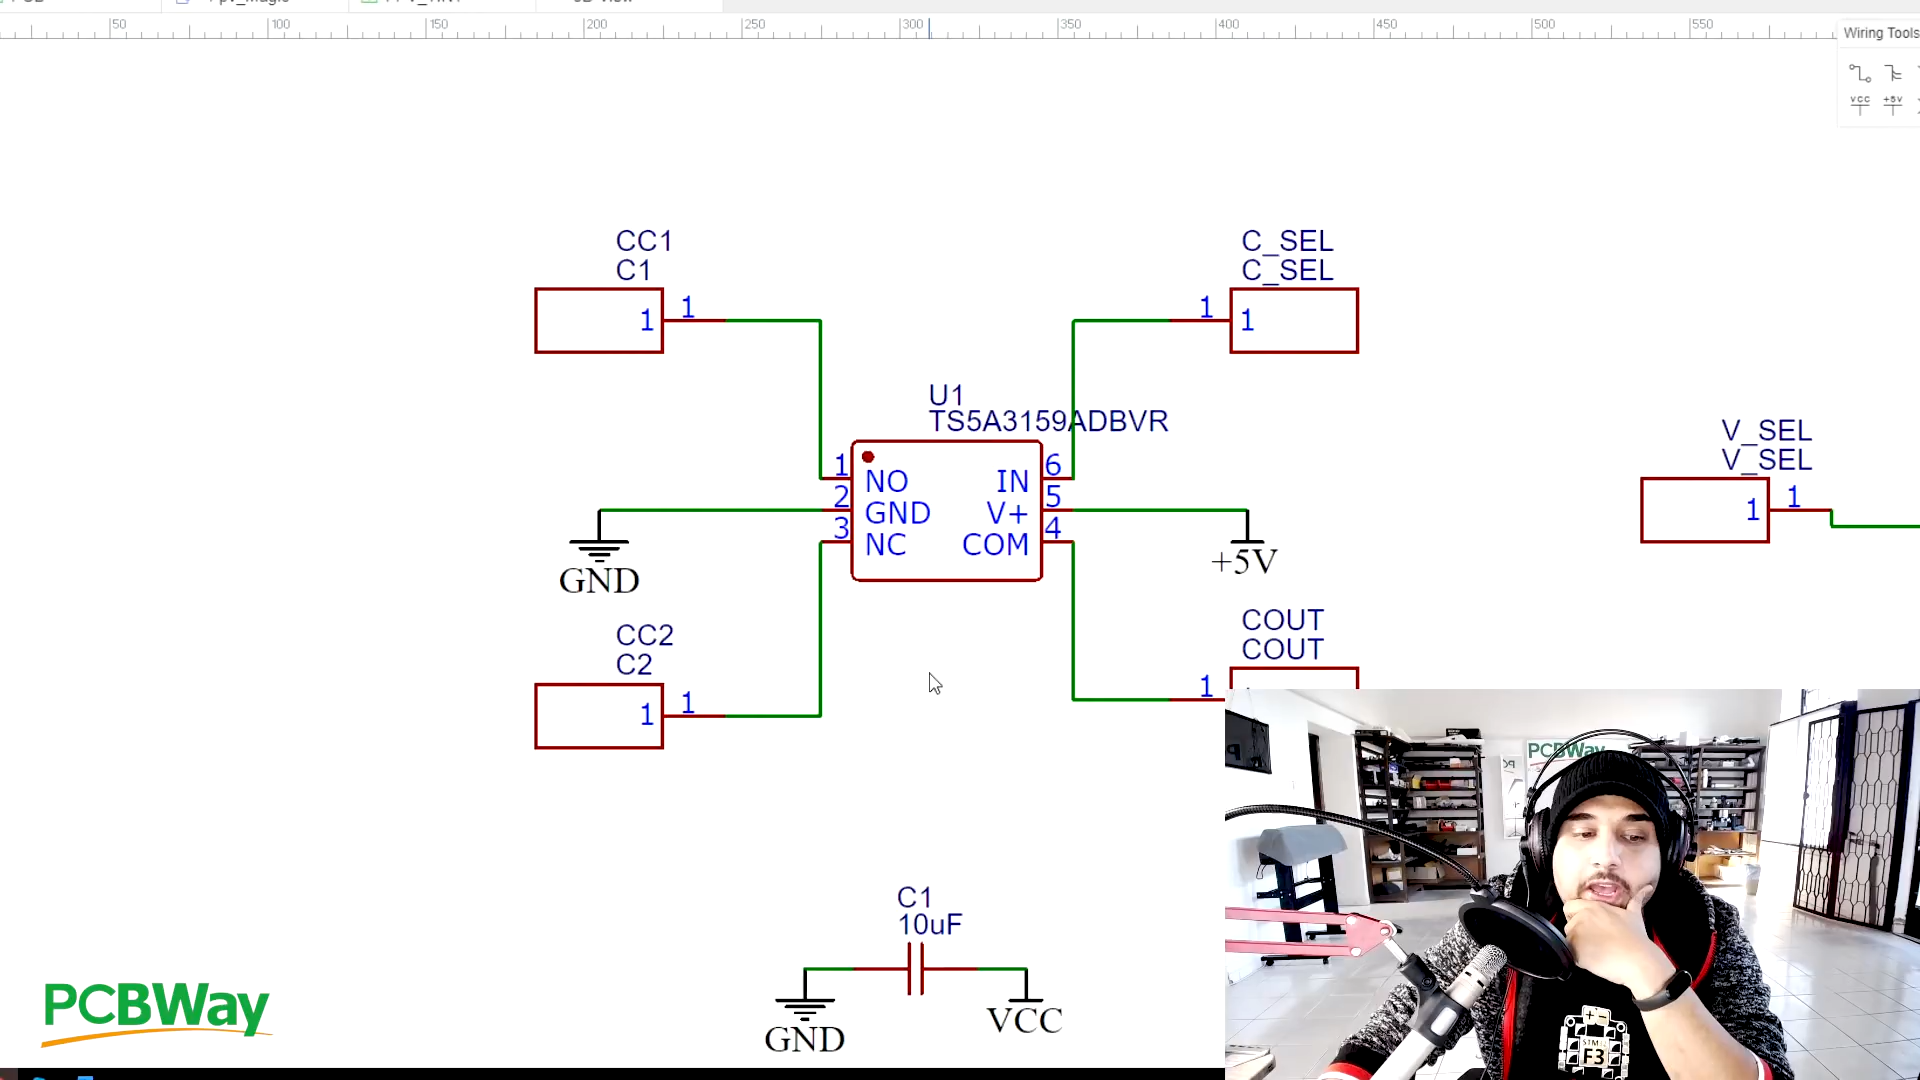 50 100 150 200 250 300 350 400 450 500 550
Wiring Tools
VCC +5V
CC1
C1
1 1
C_SEL
C_SEL
1 1
U1
TS5A3159ADBVR
1 NO IN 6
2 GND V+ 5
3 NC COM 4
GND
+5V
V_SEL
V_SEL
1 1
CC2
C2
1 1
COUT
COUT
1
C1
10uF
GND
VCC
PCBWay
PCBWay
STM32
F3